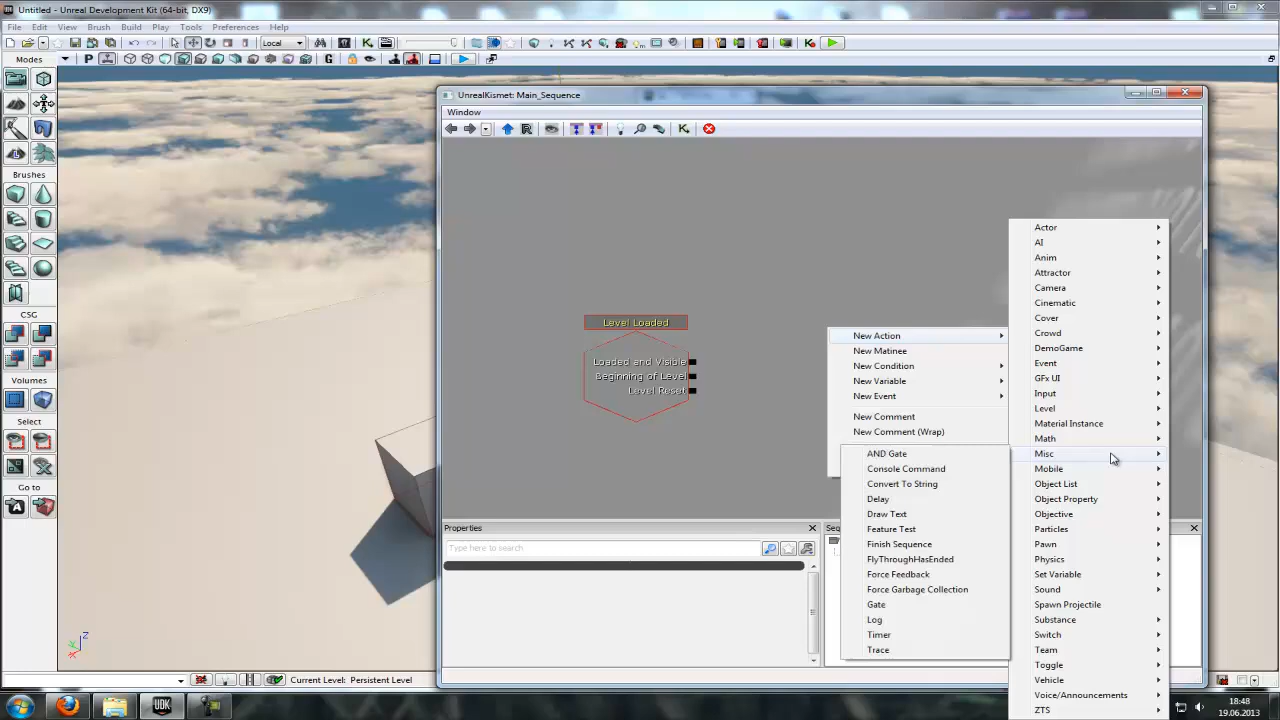 Untitled - Unreal Development Kit (64-bit, DX9)
File Edit View Brush Build Play Tools Preferences Help
Local
P G
Modes
Brushes
CSG
Volumes
Select
UnrealKismet: Main_Sequence
Window
Level Loaded
Loaded and Visible
Beginning of Level
Level Reset
New Action
New Matinee
New Condition
New Variable
New Event
New Comment
New Comment (Wrap)
AND Gate
Console Command
Convert To String
Delay
Draw Text
Feature Test
Finish Sequence
FlyThroughHasEnded
Force Feedback
Force Garbage Collection
Gate
Log
Timer
Trace
Actor
AI
Anim
Attractor
Camera
Cinematic
Cover
Crowd
DemoGame
Event
GFx UI
Input
Level
Material Instance
Math
Misc
Mobile
Object List
Object Property
Objective
Particles
Pawn
Physics
Set Variable
Sound
Spawn Projectile
Substance
Switch
Team
Toggle
Vehicle
Voice/Announcements
ZTS
Properties
Type here to search
Seq
Z
Current Level: Persistent Level
UDK
18:48
19.06.2013